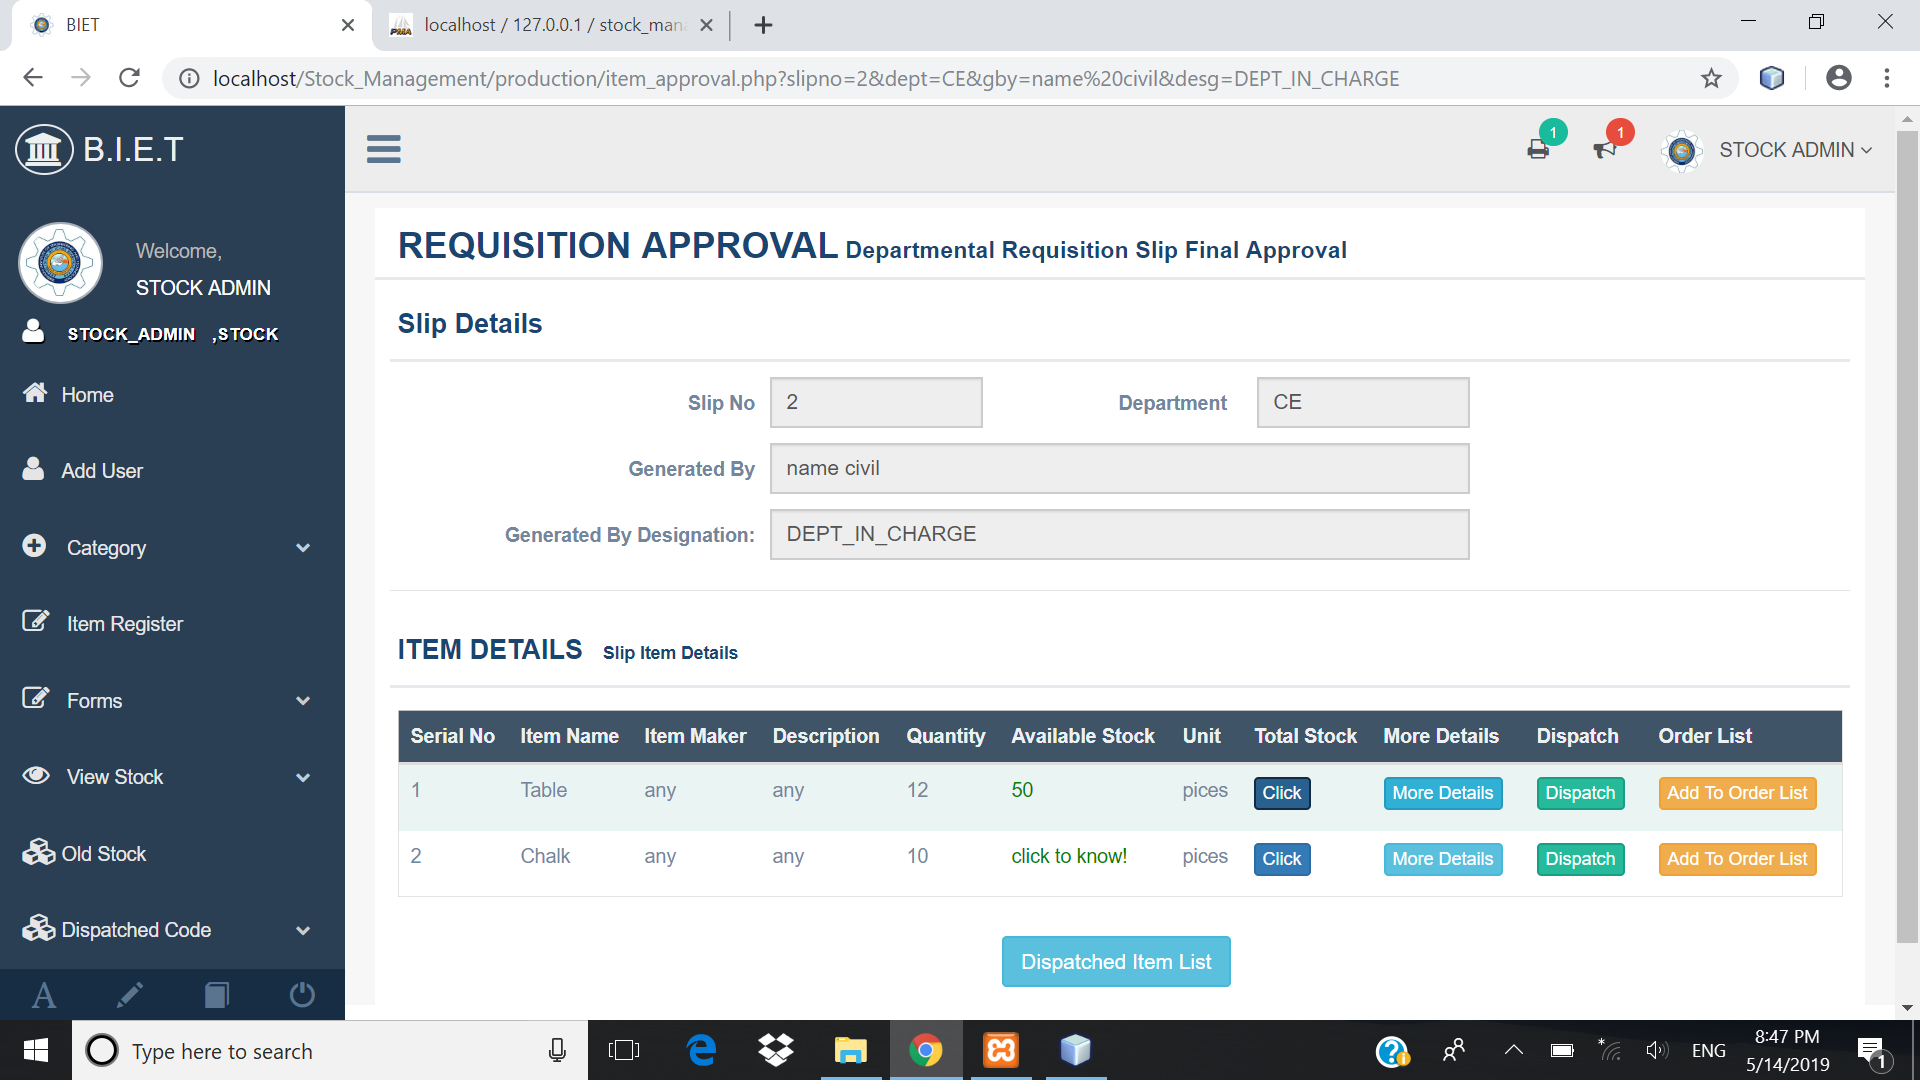 BIET
localhost / 127.0.0.1 / stock_man
localhost/Stock_Management/production/item_approval.php?slipno=2&dept=CE&gby=name%20civil&desg=DEPT_IN_CHARGE
B.I.E.T
1
1
STOCK ADMIN
Welcome,
STOCK ADMIN
STOCK_ADMIN ,STOCK
Home
Add User
Category
Item Register
Forms
View Stock
Old Stock
Dispatched Code
REQUISITION APPROVAL Departmental Requisition Slip Final Approval
Slip Details
Slip No 2 Department CE
Generated By name civil
Generated By Designation: DEPT_IN_CHARGE
ITEM DETAILS Slip Item Details
Serial No Item Name Item Maker Description Quantity Available Stock Unit Total Stock More Details Dispatch Order List
1 Table any any 12 50 pices Click More Details Dispatch Add To Order List
2 Chalk any any 10 click to know! pices Click More Details Dispatch Add To Order List
Dispatched Item List
Type here to search
ENG
8:47 PM
5/14/2019
1